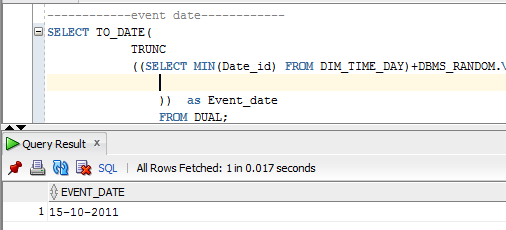 ------------event date------------
SELECT TO_DATE(
TRUNC
((SELECT MIN(Date_id) FROM DIM_TIME_DAY)+DBMS_RANDOM.
)) as Event_date
FROM DUAL;
Query Result x
SQL | All Rows Fetched: 1 in 0.017 seconds
EVENT_DATE
1 15-10-2011